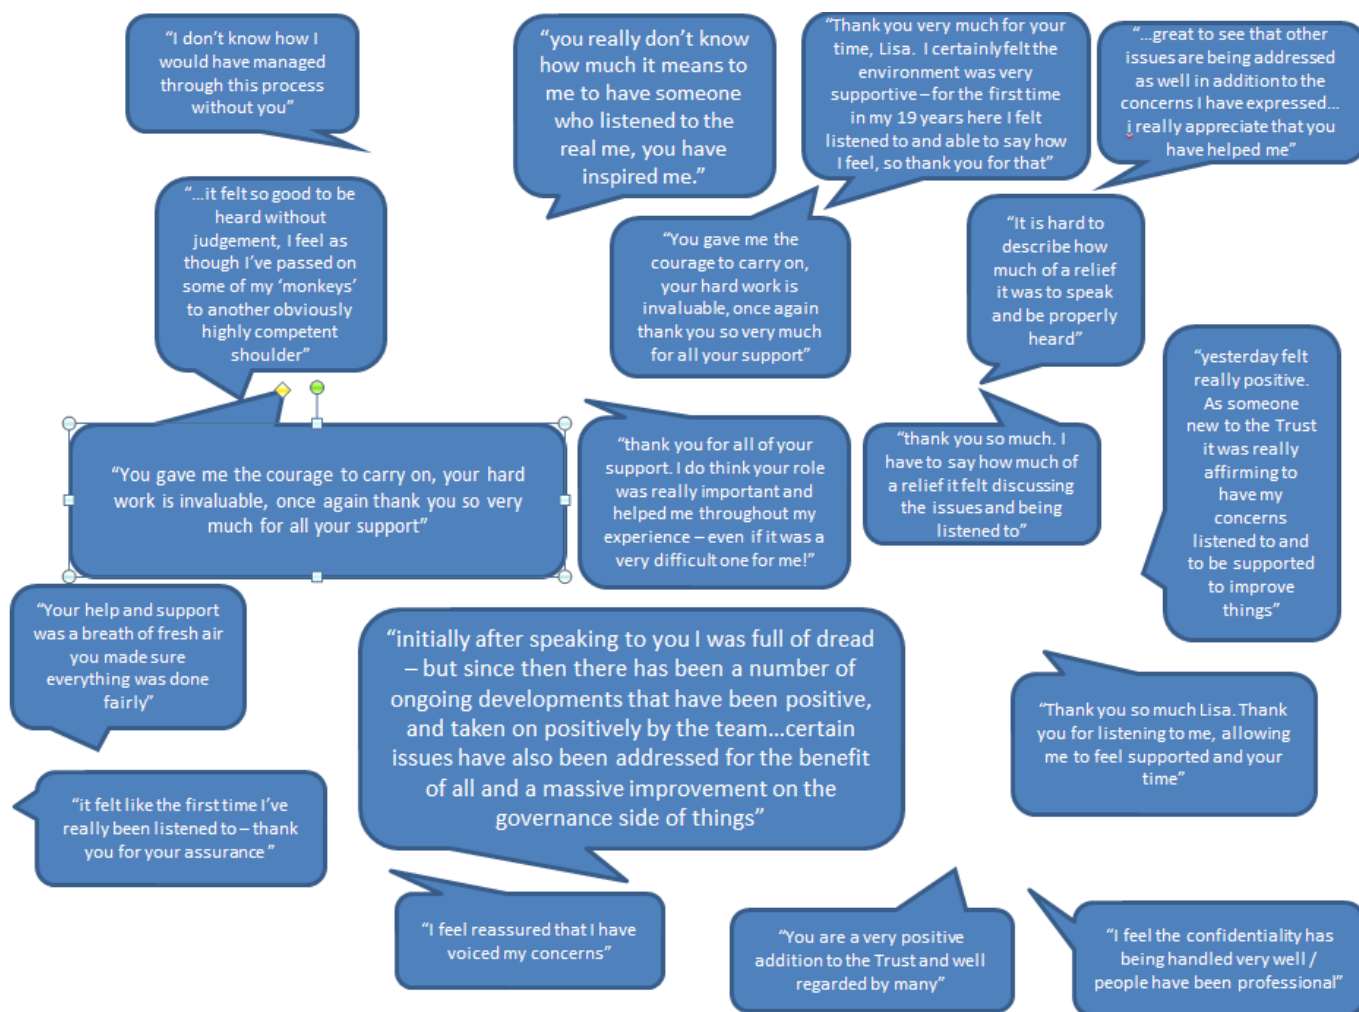 “I don’t know how I
would have managed
through this process
without you”
“you really don’t know
how much it means to
me to have someone
who listened to the
real me, you have
inspired me.”
“Thank you very much for your
time, Lisa. I certainly felt the
environment was very
supportive – for the first time
in my 19 years here I felt
listened to and able to say how
I feel, so thank you for that”
“...great to see that other
issues are being addressed
as well in addition to the
concerns I have expressed...
i really appreciate that you
have helped me”
“...it felt so good to be
heard without
judgement, I feel as
though I’ve passed on
some of my ‘monkeys’
to another obviously
highly competent
shoulder”
“You gave me the
courage to carry on,
your hard work is
invaluable, once again
thank you so very much
for all your support”
“It is hard to
describe how
much of a relief
it was to speak
and be properly
heard”
“yesterday felt
really positive.
As someone
new to the Trust
it was really
affirming to
have my
concerns
listened to and
to be supported
to improve
things”
“You gave me the courage to carry on, your hard
work is invaluable, once again thank you so very
much for all your support”
“thank you for all of your
support. I do think your role
was really important and
helped me throughout my
experience – even if it was a
very difficult one for me!”
“thank you so much. I
have to say how much of
a relief it felt discussing
the issues and being
listened to”
“Your help and support
was a breath of fresh air
you made sure
everything was done
fairly”
“initially after speaking to you I was full of dread
– but since then there has been a number of
ongoing developments that have been positive,
and taken on positively by the team...certain
issues have also been addressed for the benefit
of all and a massive improvement on the
governance side of things”
“Thank you so much Lisa. Thank
you for listening to me, allowing
me to feel supported and your
time”
“it felt like the first time I’ve
really been listened to – thank
you for your assurance”
“I feel reassured that I have
voiced my concerns”
“You are a very positive
addition to the Trust and well
regarded by many”
“I feel the confidentiality has
being handled very well /
people have been professional”